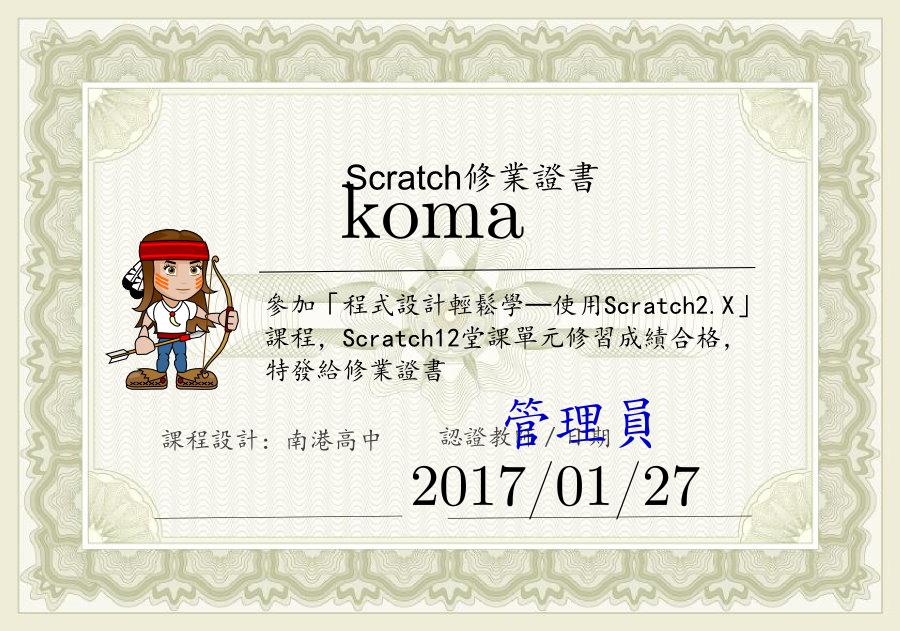 Scratch修業證書
koma
參加「程式設計輕鬆學—使用Scratch2.X」
課程，Scratch12堂課單元修習成績合格，
特發給修業證書
管理員
課程設計：南港高中
認證教師／日期
2017/01/27